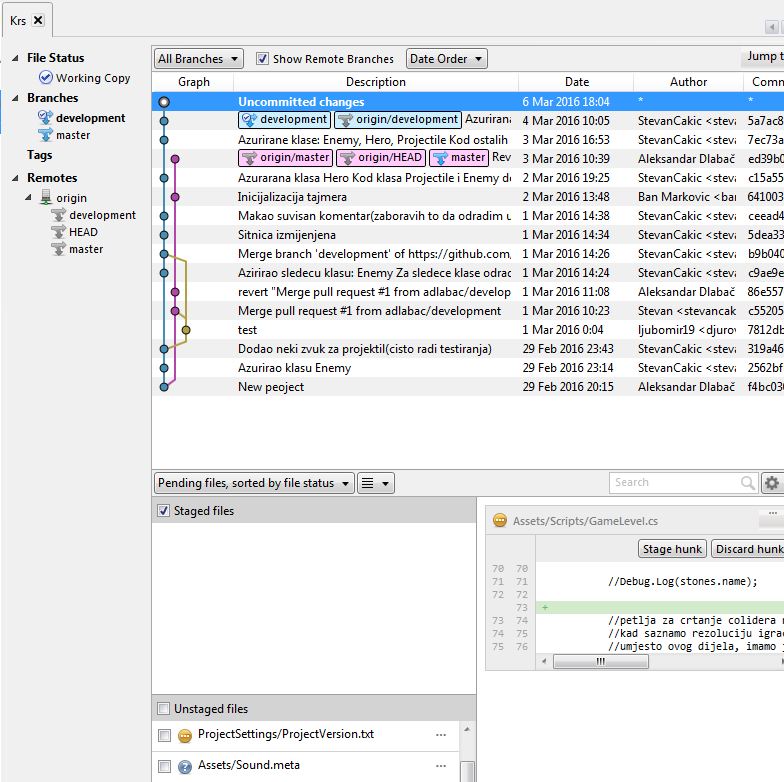 Krs
File Status
Working Copy
Branches
development
master
Tags
Remotes
origin
development
HEAD
master
All Branches Show Remote Branches Date Order Jump t
Graph Description Date Author Comm
Uncommitted changes 6 Mar 2016 18:04 * *
development origin/development Azurirana 4 Mar 2016 10:05 StevanCakic <steva 5a7ac8
Azurirane klase: Enemy, Hero, Projectile Kod ostalih 3 Mar 2016 16:53 StevanCakic <steva 7ec73a
origin/master origin/HEAD master Rev 3 Mar 2016 10:39 Aleksandar Dlabač ed39b0
Azurarana klasa Hero Kod klasa Projectile i Enemy de 2 Mar 2016 19:25 StevanCakic <steva c15a55
Inicijalizacija tajmera 2 Mar 2016 13:48 Ban Markovic <ban 641003
Makao suvisan komentar(zaboravih to da odradim u 1 Mar 2016 14:38 StevanCakic <steva ceead4
Sitnica izmijenjena 1 Mar 2016 14:34 StevanCakic <steva 5dea33
Merge branch 'development' of https://github.com, 1 Mar 2016 14:26 StevanCakic <steva b9b040
Azirirao sledecu klasu: Enemy Za sledece klase odrac 1 Mar 2016 14:24 StevanCakic <steva c9ae9e
revert "Merge pull request #1 from adlabac/develop 1 Mar 2016 11:08 Aleksandar Dlabač 86e557
Merge pull request #1 from adlabac/development 1 Mar 2016 10:23 Stevan <stevancak c55205
test 1 Mar 2016 0:04 ljubomir19 <djurov 7812db
Dodao neki zvuk za projektil(cisto radi testiranja) 29 Feb 2016 23:43 StevanCakic <steva 319a46
Azurirao klasu Enemy 29 Feb 2016 23:14 StevanCakic <steva 2562bf
New peoject 29 Feb 2016 20:15 Aleksandar Dlabač f4bc03
Pending files, sorted by file status Search
Staged files
Assets/Scripts/GameLevel.cs
Stage hunk Discard hunk
70 70
71 71 //Debug.Log(stones.name);
72 72
73 +
73 74 //petlja za crtanje colidera
74 75 //kad saznamo rezoluciju igra
75 76 //umjesto ovog dijela, imamo
Unstaged files
ProjectSettings/ProjectVersion.txt
Assets/Sound.meta